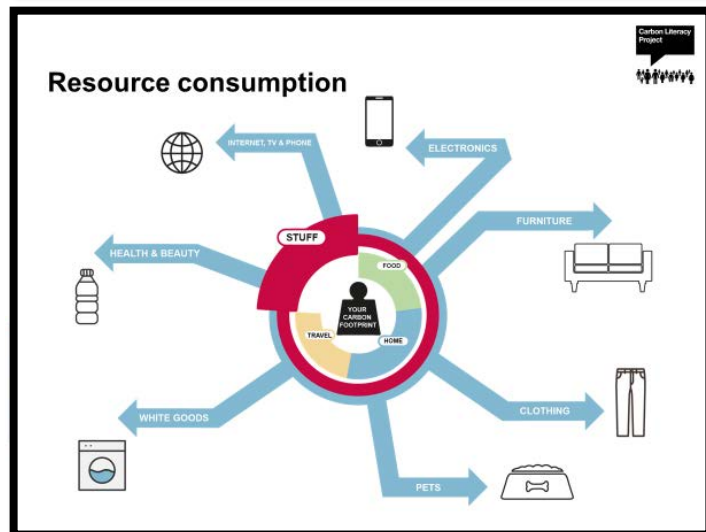 Carbon Literacy
Project
Resource consumption
INTERNET, TV & PHONE
ELECTRONICS
FURNITURE
STUFF
HEALTH & BEAUTY
FOOD
YOUR
CARBON
FOOTPRINT
TRAVEL
HOME
WHITE GOODS
CLOTHING
PETS